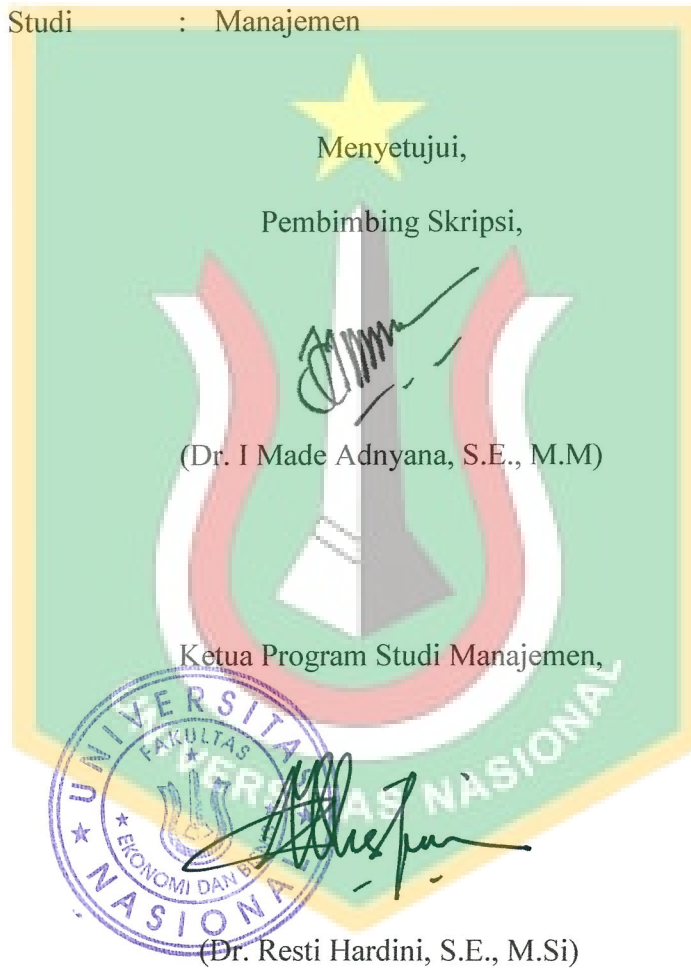 Studi : Manajemen
Menyetujui,
Pembimbing Skripsi,
(Dr. I Made Adnyana, S.E., M.M)
Ketua Program Studi Manajemen,
UNIVERSITAS NASIONAL
UNIVERSITAS NASIONAL
FAKULTAS
EKONOMI DAN
(Dr. Resti Hardini, S.E., M.Si)